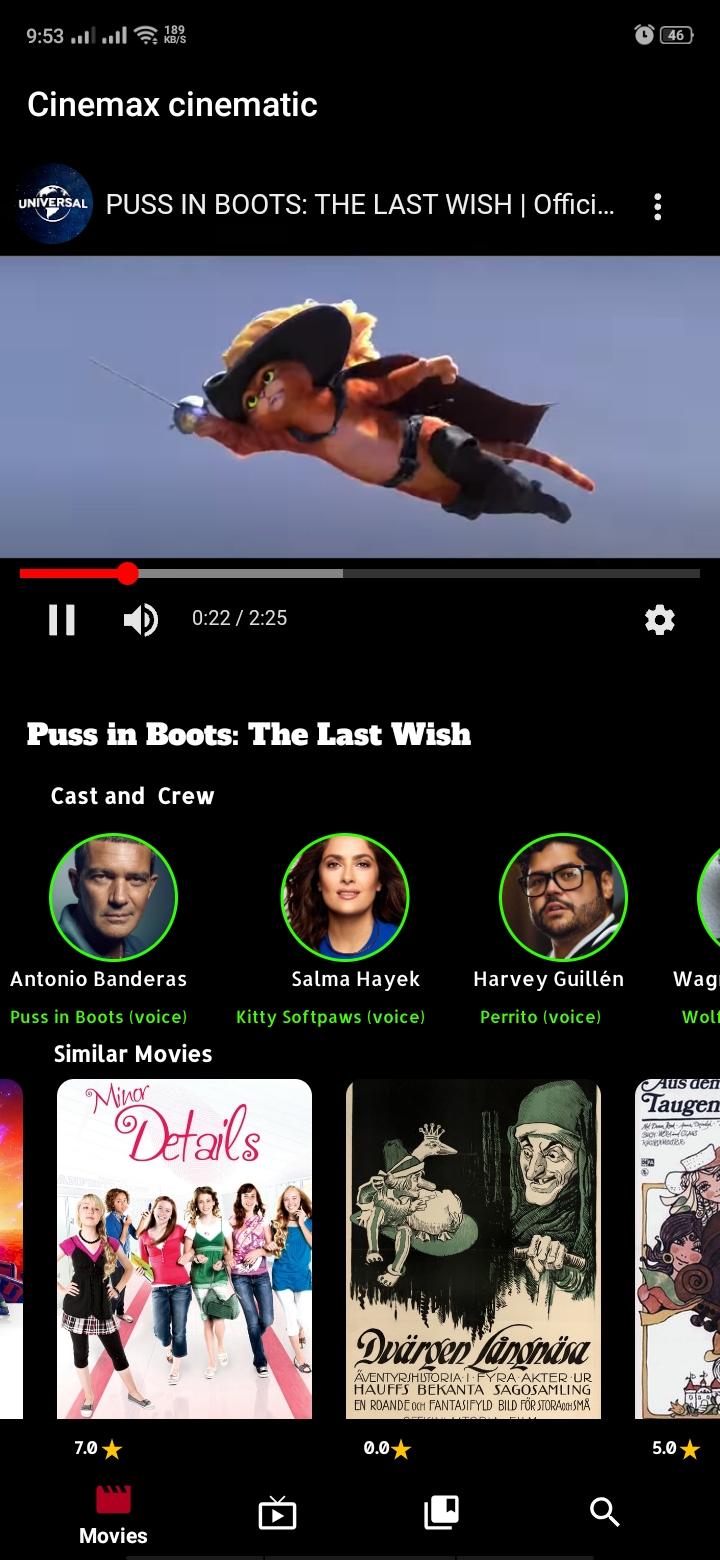 9:53 189 KB/S 46
Cinemax cinematic
UNIVERSAL
PUSS IN BOOTS: THE LAST WISH | Offici...
0:22 / 2:25
Puss in Boots: The Last Wish
Cast and Crew
Antonio Banderas Salma Hayek Harvey Guillén Wag
Puss in Boots (voice) Kitty Softpaws (voice) Perrito (voice) Wolf
Similar Movies
Minor
Details
Dvärgen Långnäsa
ÄVENTYRSHISTORIA·I·FYRA·AKTER·UR
HAUFFS BEKANTA SAGOSAMLING
EN ROANDE OCH FANTASIFYLD BILD FÖR STORA OCH SMÅ
Aus dem
Taugen
7.0 0.0 5.0
Movies